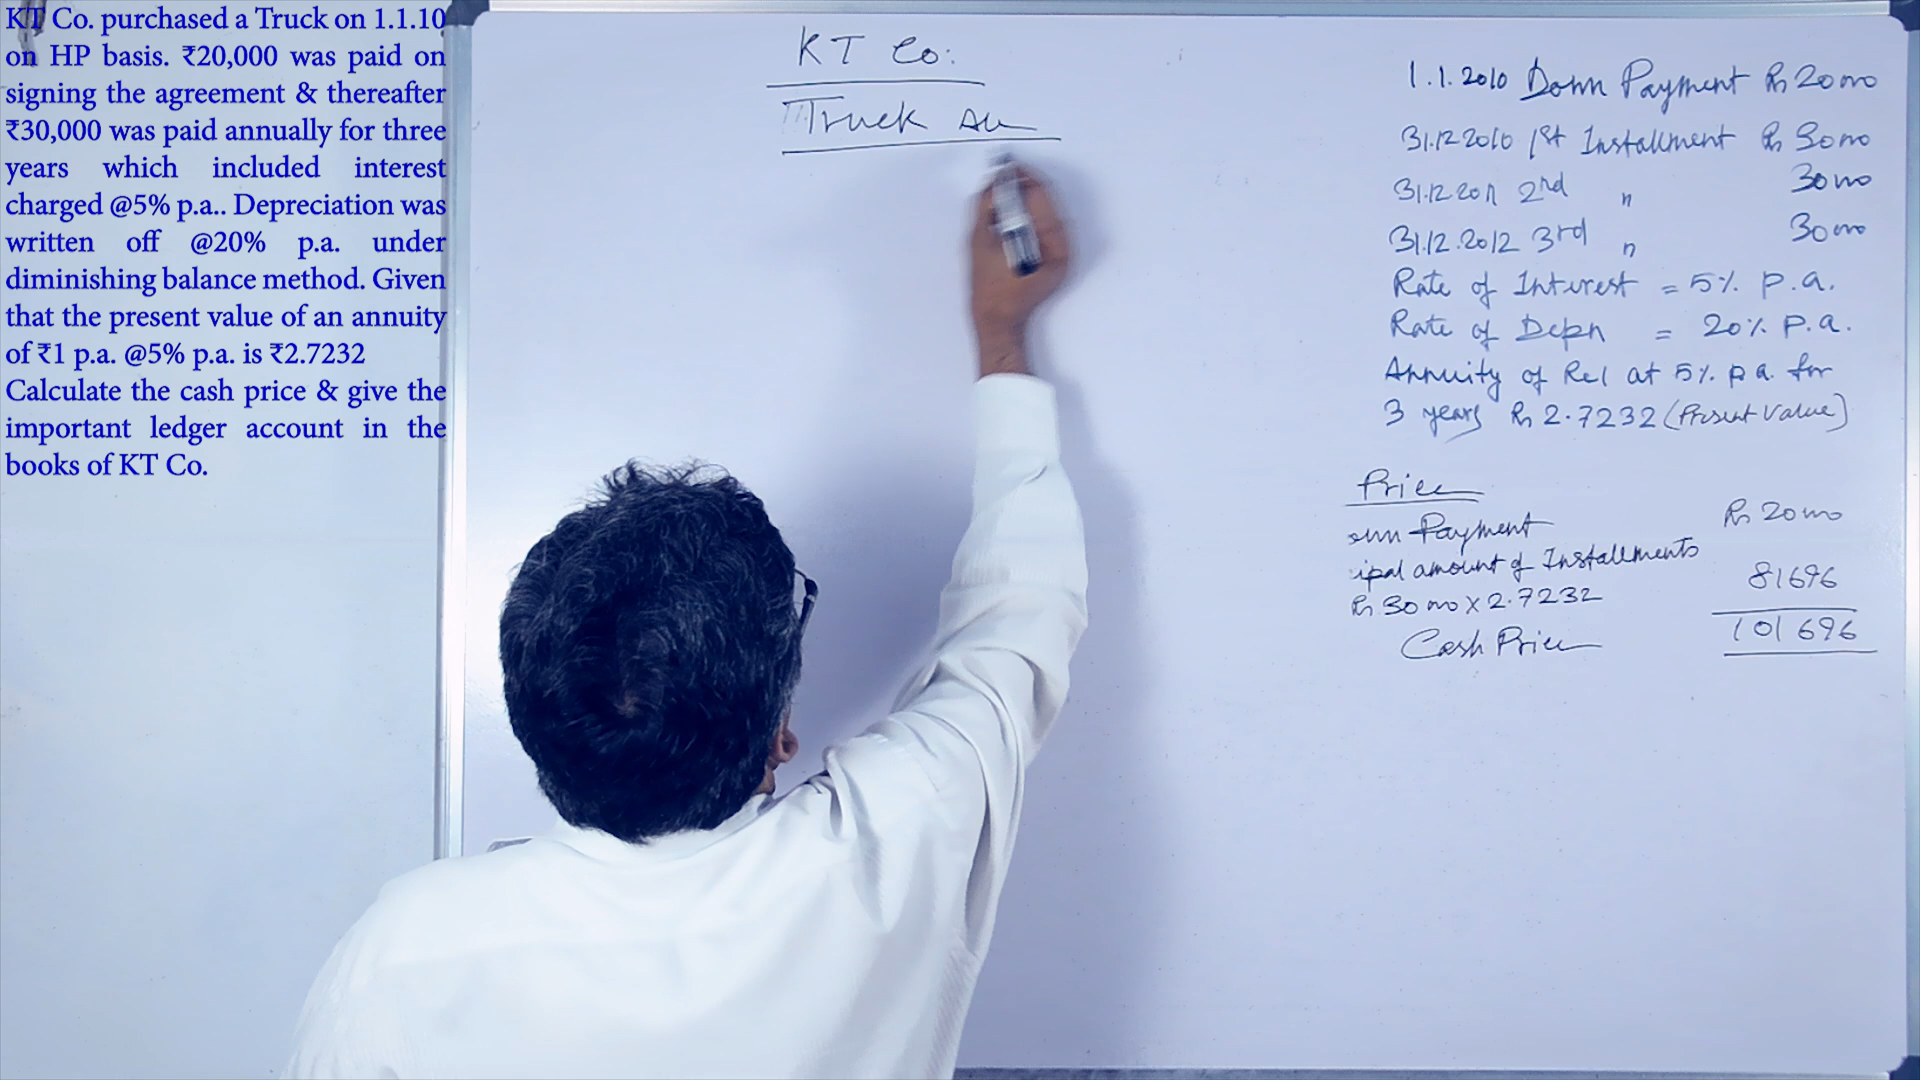 KT Co. purchased a Truck on 1.1.10
on HP basis. ₹20,000 was paid on
signing the agreement & thereafter
₹30,000 was paid annually for three
years which included interest
charged @5% p.a.. Depreciation was
written off @20% p.a. under
diminishing balance method. Given
that the present value of an annuity
of ₹1 p.a. @5% p.a. is ₹2.7232
Calculate the cash price & give the
important ledger account in the
books of KT Co.
KT Co.
Truck A/c
1.1.2010 Down Payment Rs 20000
31.12.2010 1st Installment Rs 30000
31.12.2011 2nd " 30000
31.12.2012 3rd " 30000
Rate of Interest = 5% p.a.
Rate of Depn = 20% p.a.
Annuity of Re1 at 5% p.a. for
3 years Rs 2.7232 (Present Value)
Price
own Payment Rs 20000
ipal amount of Installments
Rs 30000 x 2.7232 81696
Cash Price 101696